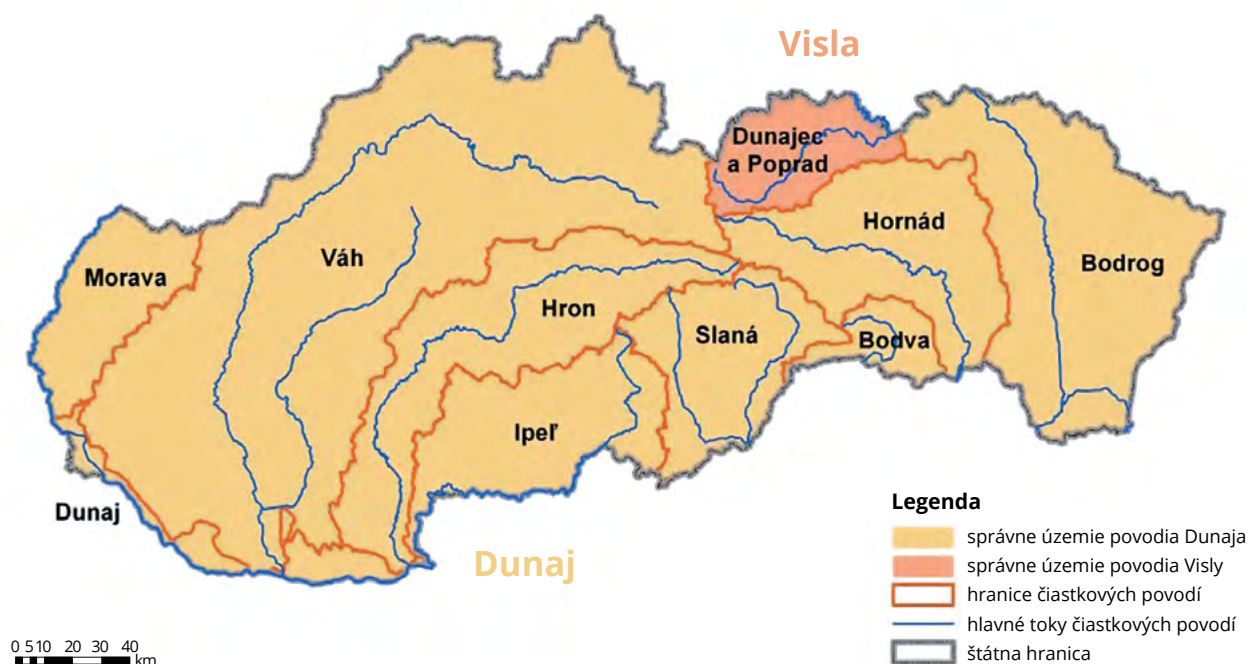 Visla
Dunajec
a Poprad
Hornád
Bodrog
Morava
Váh
Hron
Slaná
Bodva
Ipeľ
Dunaj
Dunaj
Legenda
správne územie povodia Dunaja
správne územie povodia Visly
hranice čiastkových povodí
hlavné toky čiastkových povodí
štátna hranica
0 5 10 20 30 40
km